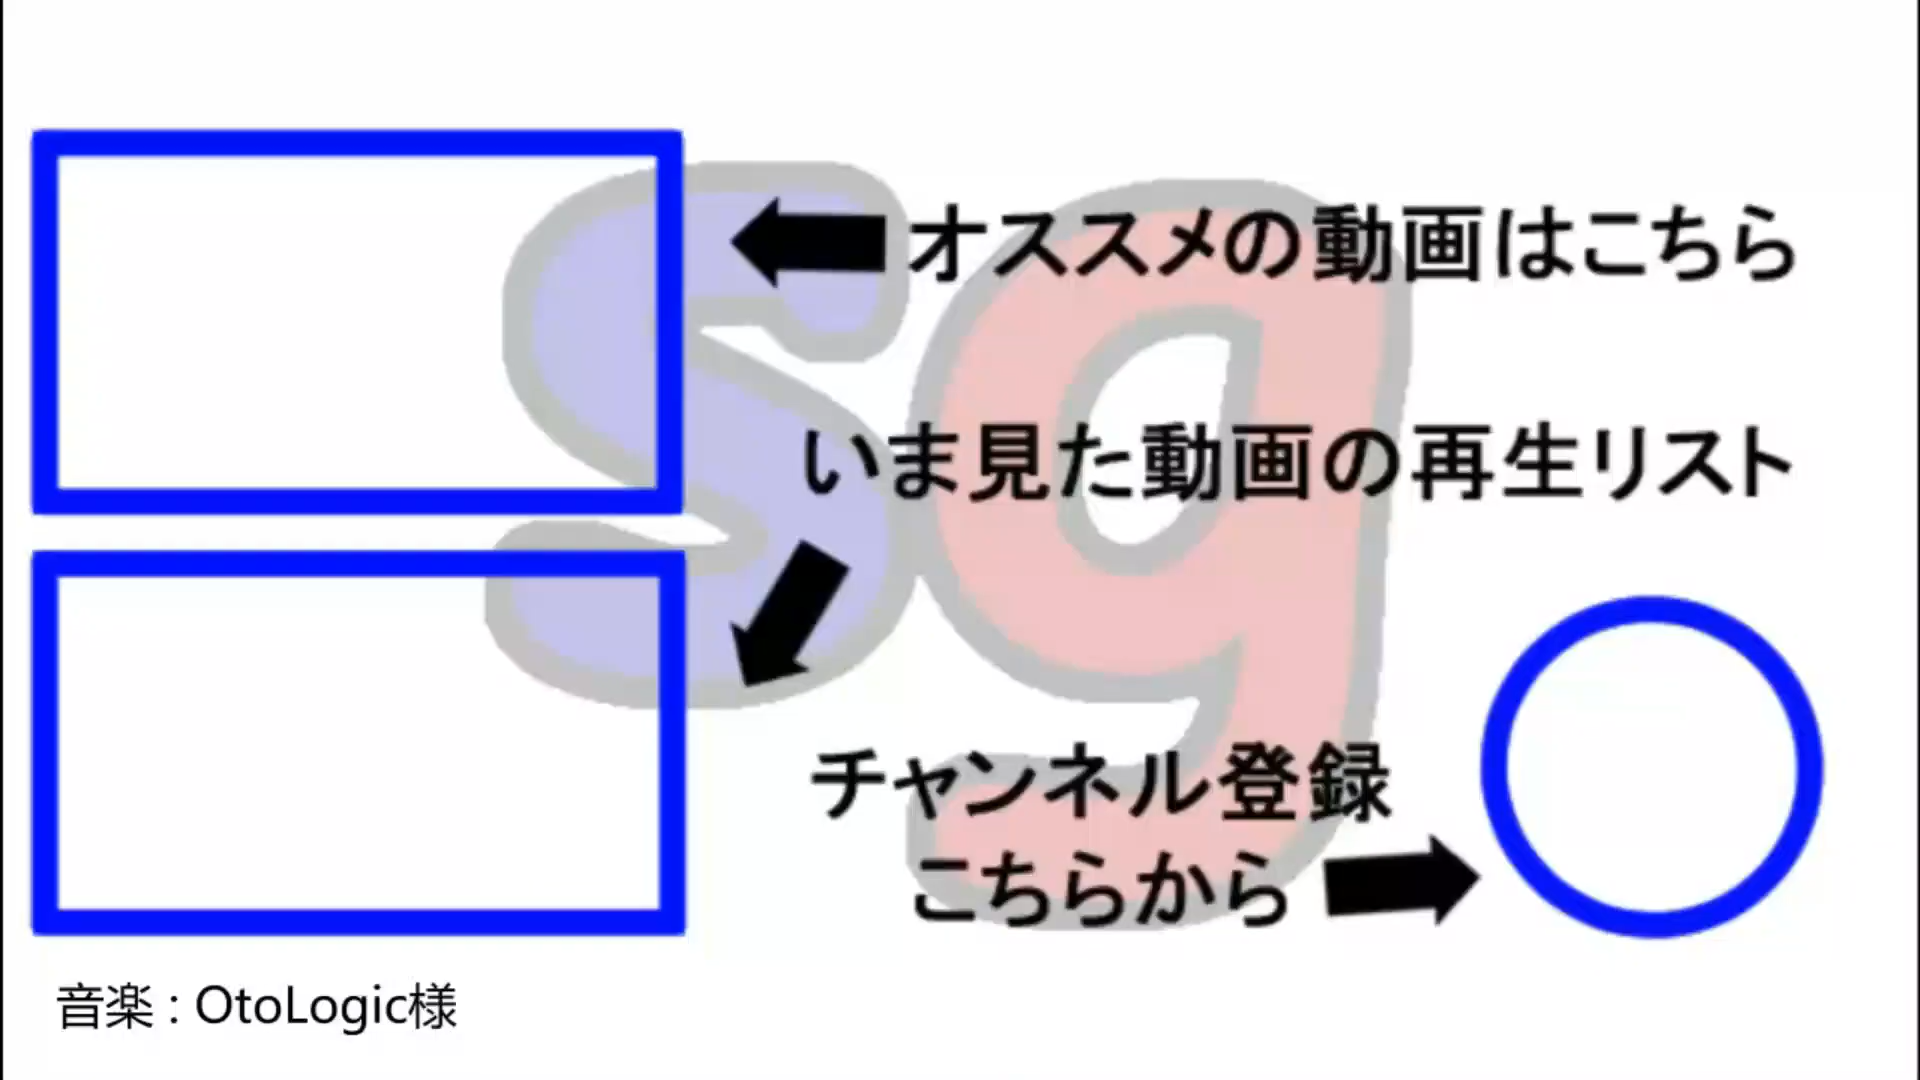 sg
オススメの動画はこちら
いま見た動画の再生リスト
チャンネル登録
こちらから
音楽 : OtoLogic様